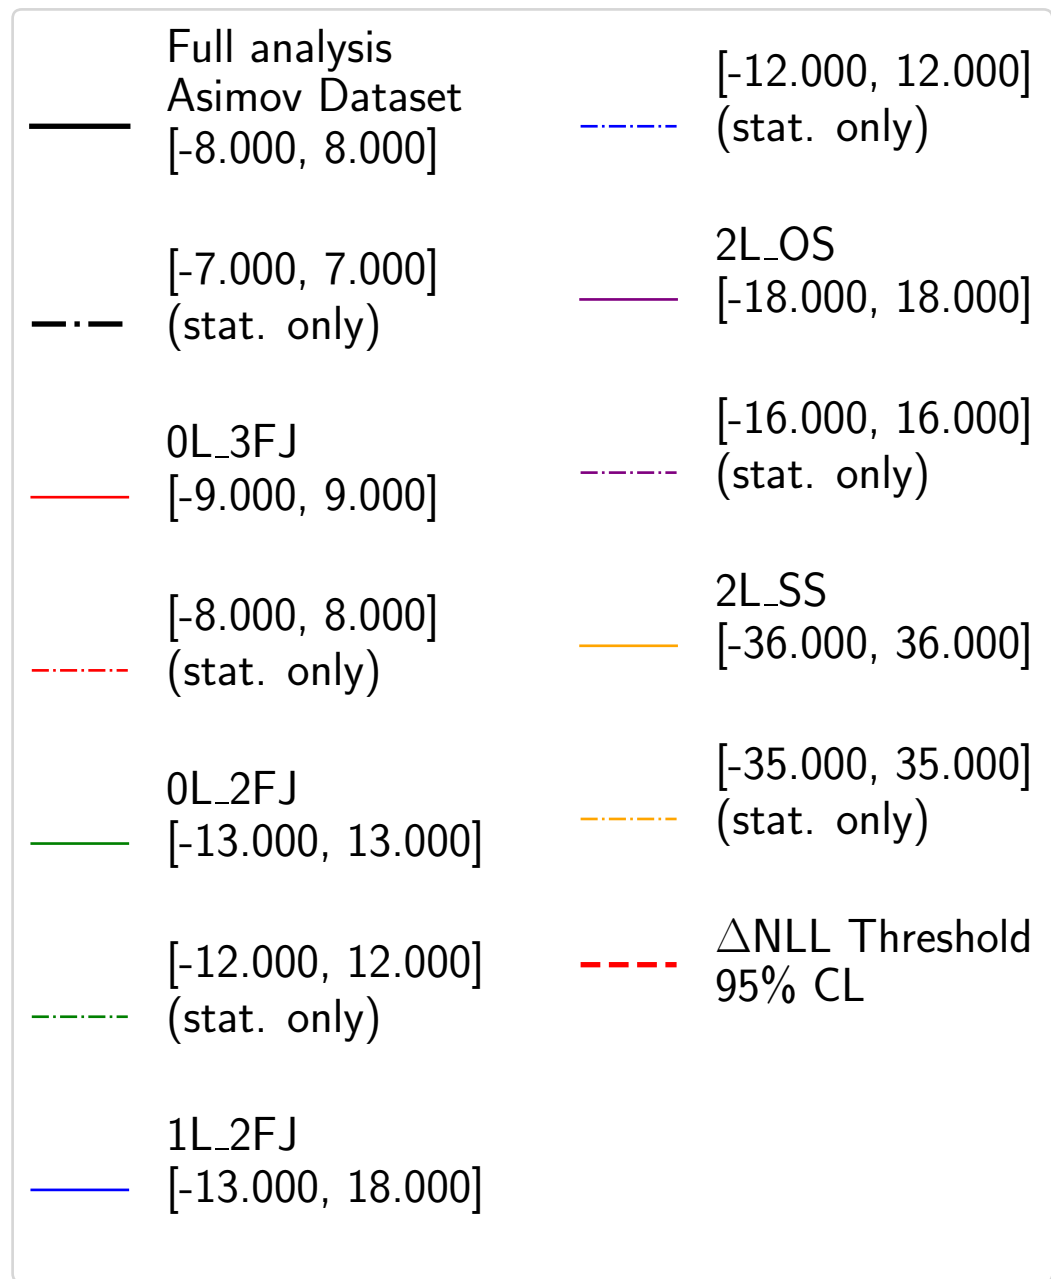 Full analysis
Asimov Dataset
[-8.000, 8.000]
[-7.000, 7.000]
(stat. only)
0L_3FJ
[-9.000, 9.000]
[-8.000, 8.000]
(stat. only)
0L_2FJ
[-13.000, 13.000]
[-12.000, 12.000]
(stat. only)
1L_2FJ
[-13.000, 18.000]
[-12.000, 12.000]
(stat. only)
2L_OS
[-18.000, 18.000]
[-16.000, 16.000]
(stat. only)
2L_SS
[-36.000, 36.000]
[-35.000, 35.000]
(stat. only)
ΔNLL Threshold
95% CL